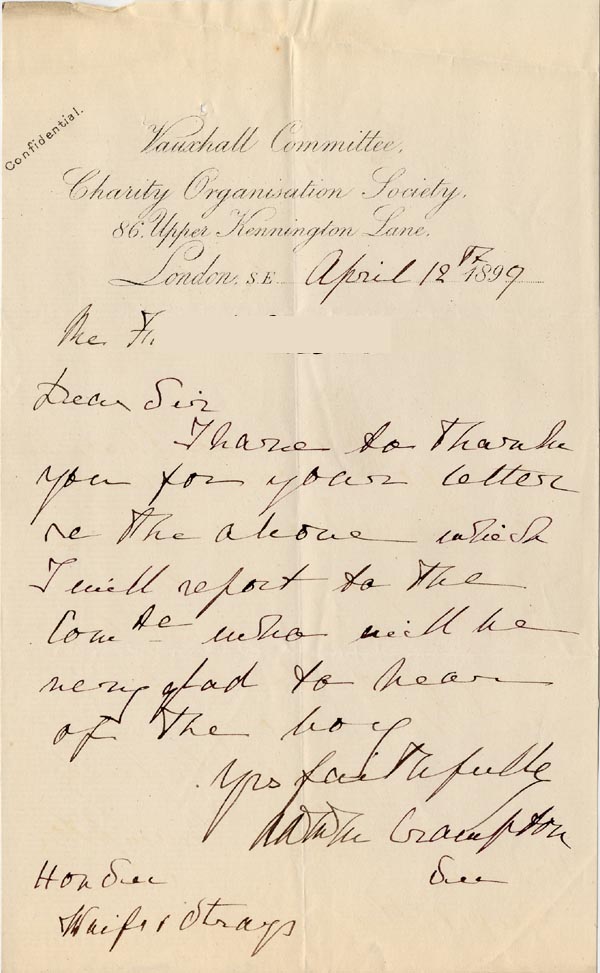 Confidential.
Vauxhall Committee,
Charity Organisation Society,
86. Upper Kennington Lane,
London, S.E. April 12th 1899
re F.
Dear Sir
I have to thank
you for your letter
re the above which
I will report to the
Comtee who will be
very glad to hear
of the boy
Yrs faithfully
Crampton
Hon Sec Sec
Waifs & Strays